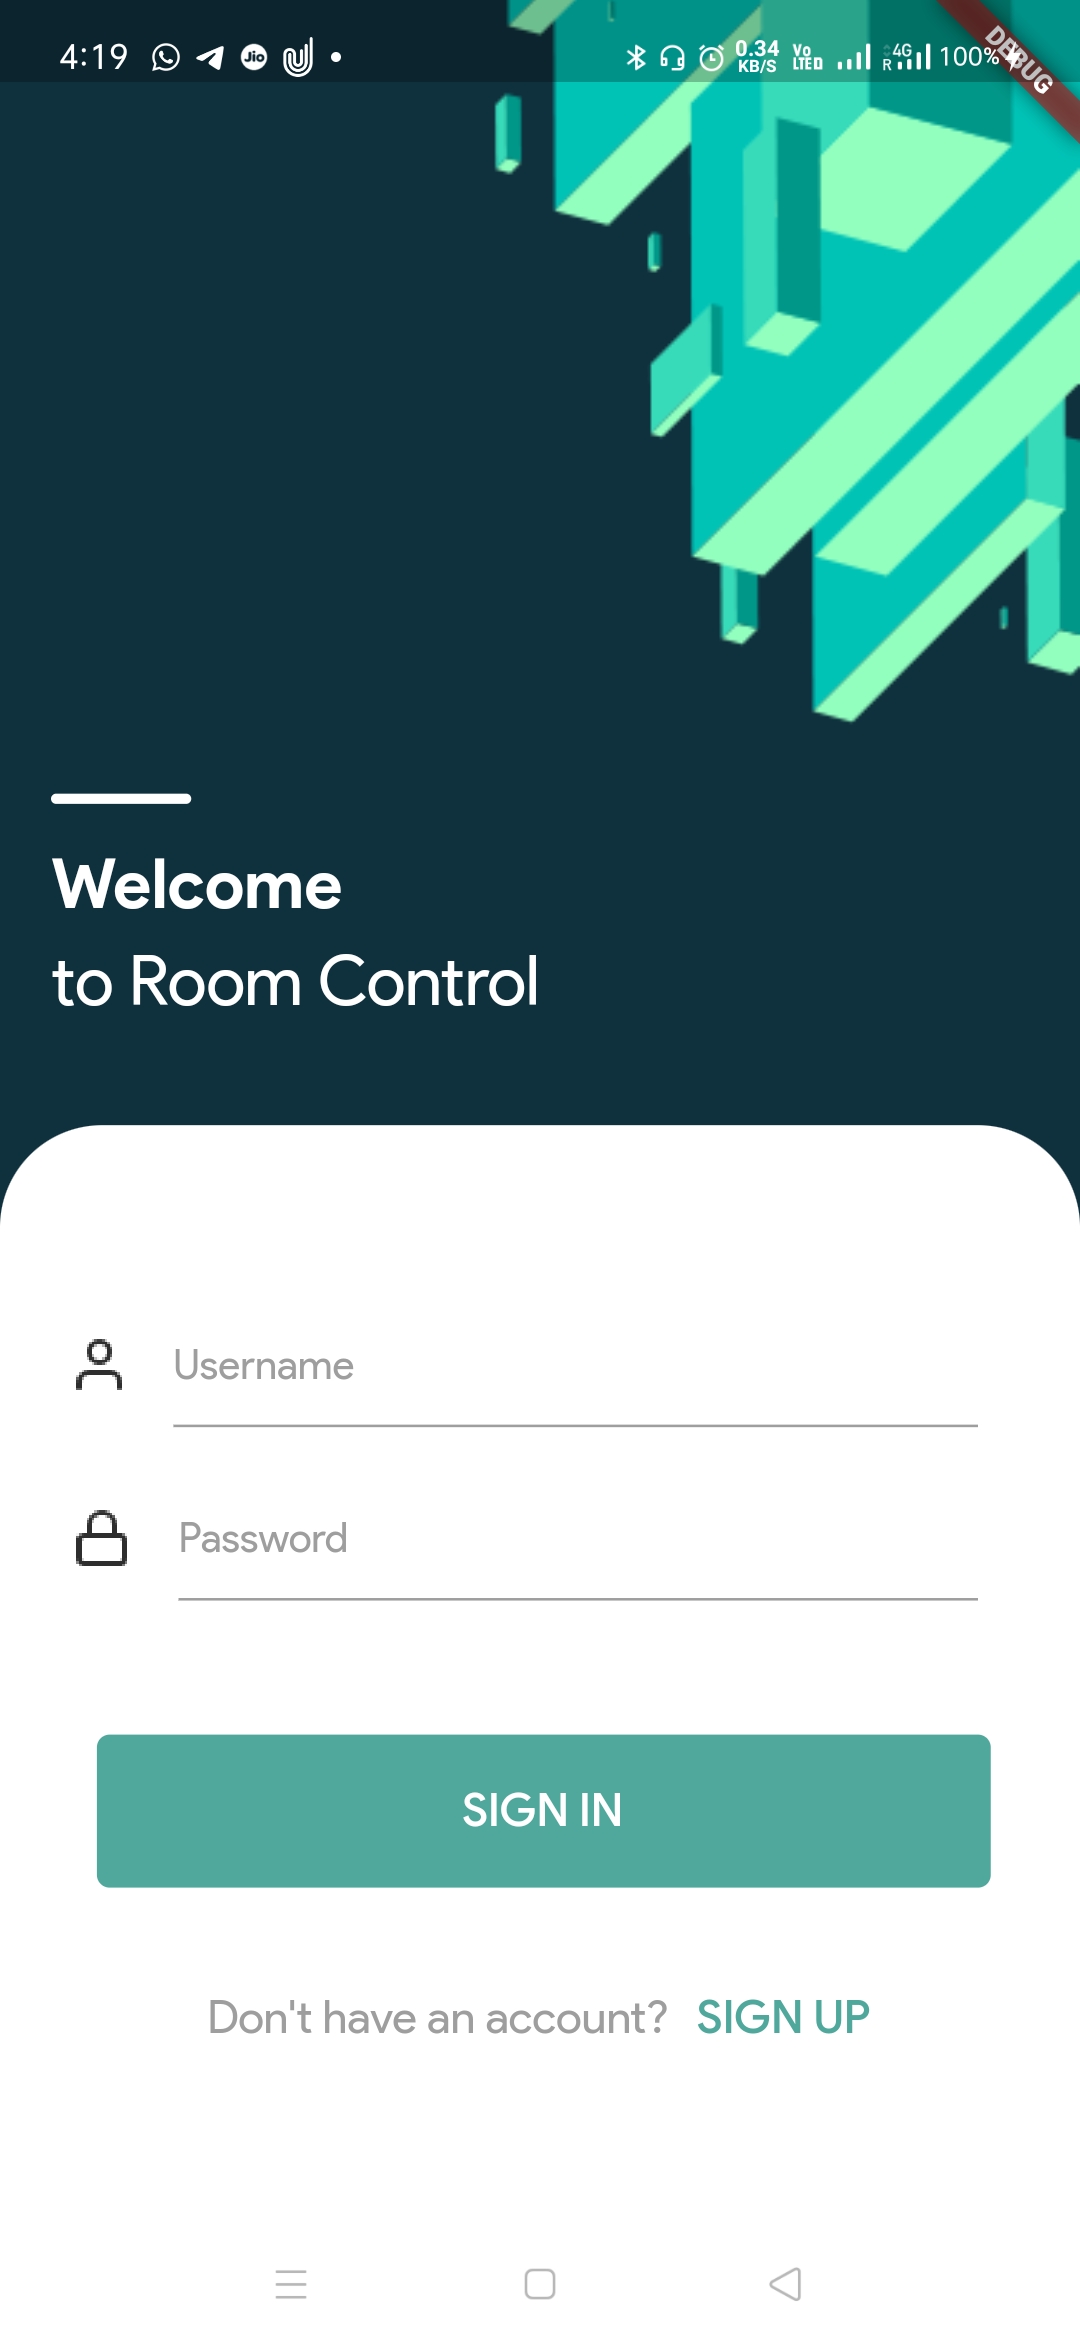 4:19 Jio 0.34 KB/S Vo LTED R 4G 100%
DEBUG
Welcome
to Room Control
Username
Password
SIGN IN
Don't have an account? SIGN UP